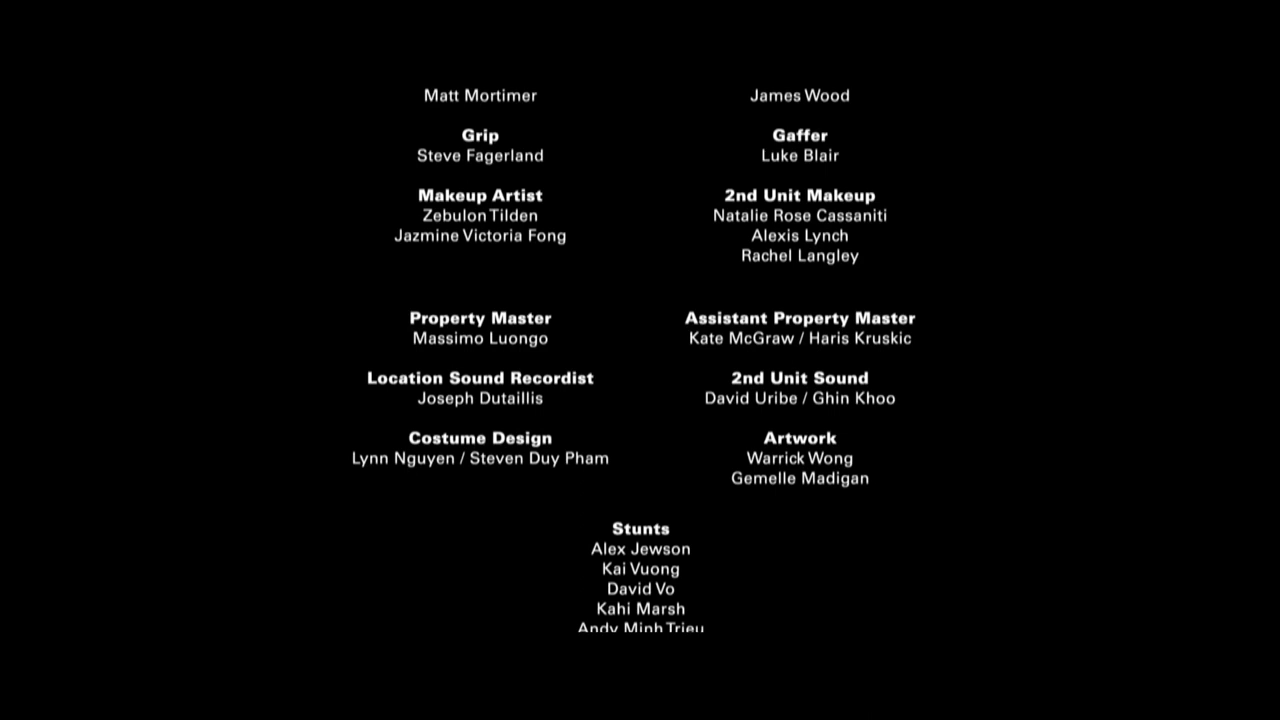 Matt Mortimer
James Wood
Grip
Steve Fagerland
Gaffer
Luke Blair
Makeup Artist
Zebulon Tilden
Jazmine Victoria Fong
2nd Unit Makeup
Natalie Rose Cassaniti
Alexis Lynch
Rachel Langley
Property Master
Massimo Luongo
Assistant Property Master
Kate McGraw / Haris Kruskic
Location Sound Recordist
Joseph Dutaillis
2nd Unit Sound
David Uribe / Ghin Khoo
Costume Design
Lynn Nguyen / Steven Duy Pham
Artwork
Warrick Wong
Gemelle Madigan
Stunts
Alex Jewson
Kai Vuong
David Vo
Kahi Marsh
Andy Minh Trieu